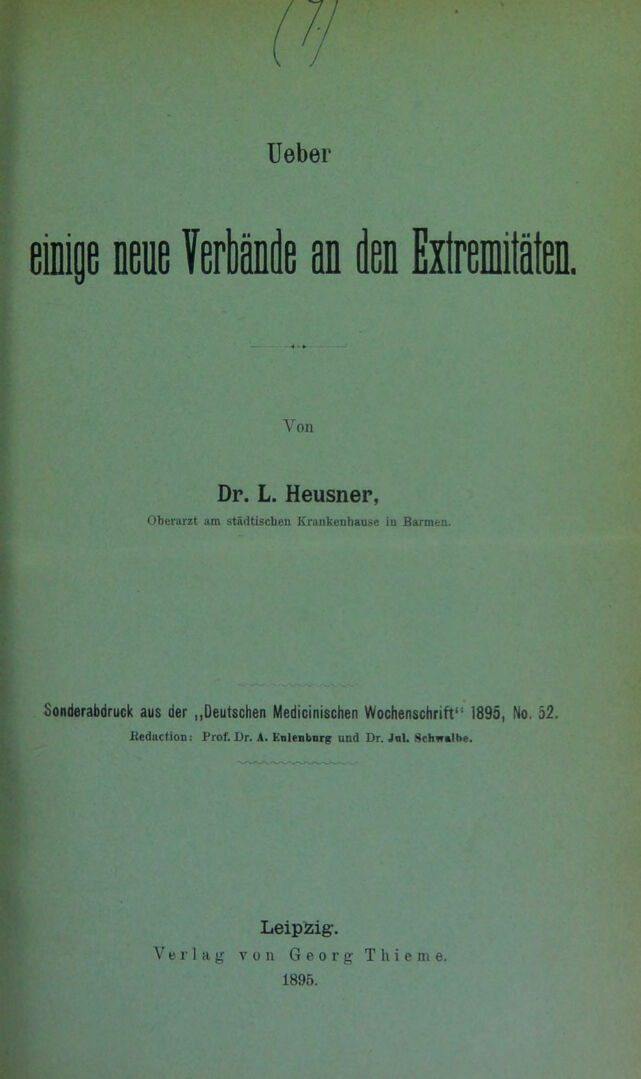 (7)
Ueber
einige neue Verbände an den Extremitäten.
Von
Dr. L. Heusner,
Oberarzt am städtischen Krankenhause in Barmen.
Sonderabdruck aus der „Deutschen Medicinischen Wochenschrift“ 1895, No. 52.
Redaction: Prof. Dr. A. Eulenburg und Dr. Jul. Schwalbe.
Leipzig.
Verlag von Georg Thieme.
1895.